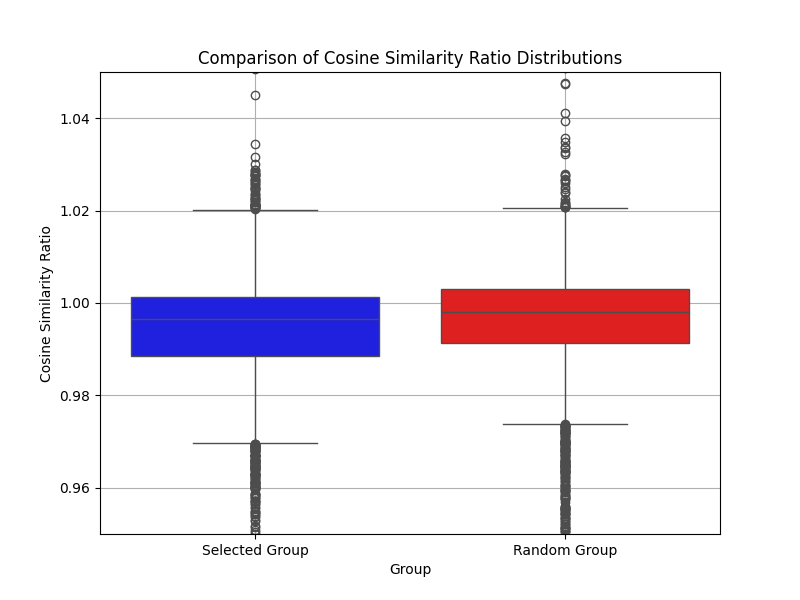 Comparison of Cosine Similarity Ratio Distributions
1.04
1.02
1.00
0.98
0.96
Cosine Similarity Ratio
Selected Group
Random Group
Group